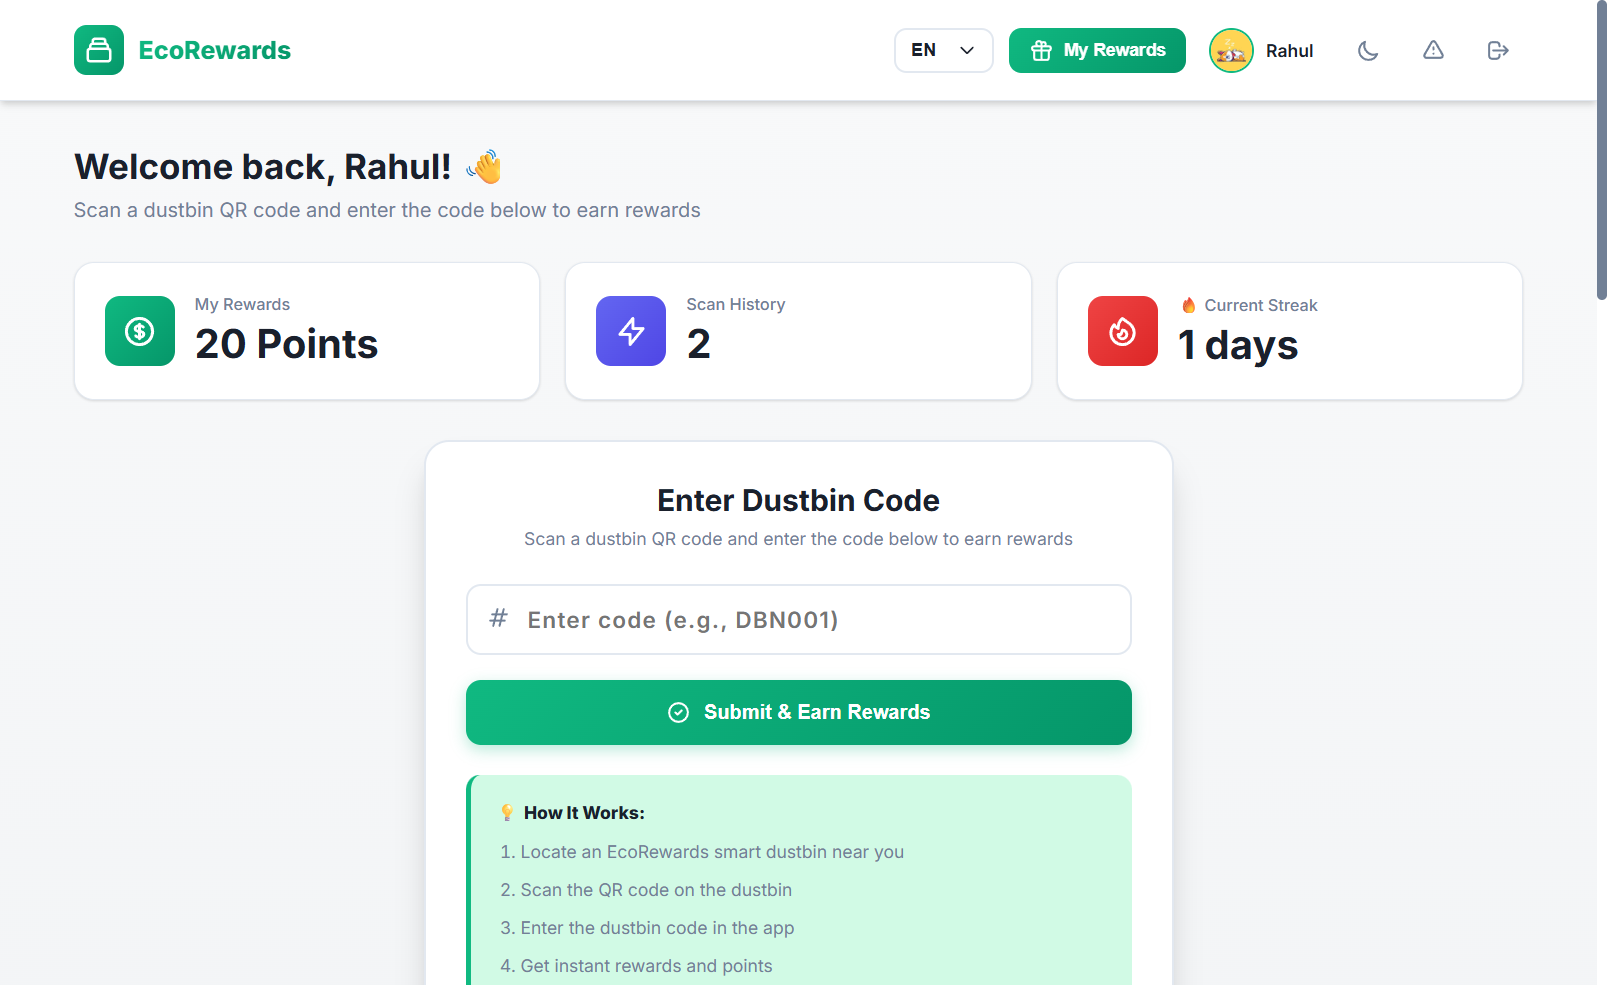 EcoRewards
EN
My Rewards
Rahul
Welcome back, Rahul! 👋
Scan a dustbin QR code and enter the code below to earn rewards
My Rewards
20 Points
Scan History
2
🔥 Current Streak
1 days
Enter Dustbin Code
Scan a dustbin QR code and enter the code below to earn rewards
# Enter code (e.g., DBN001)
Submit & Earn Rewards
💡 How It Works:
1. Locate an EcoRewards smart dustbin near you
2. Scan the QR code on the dustbin
3. Enter the dustbin code in the app
4. Get instant rewards and points